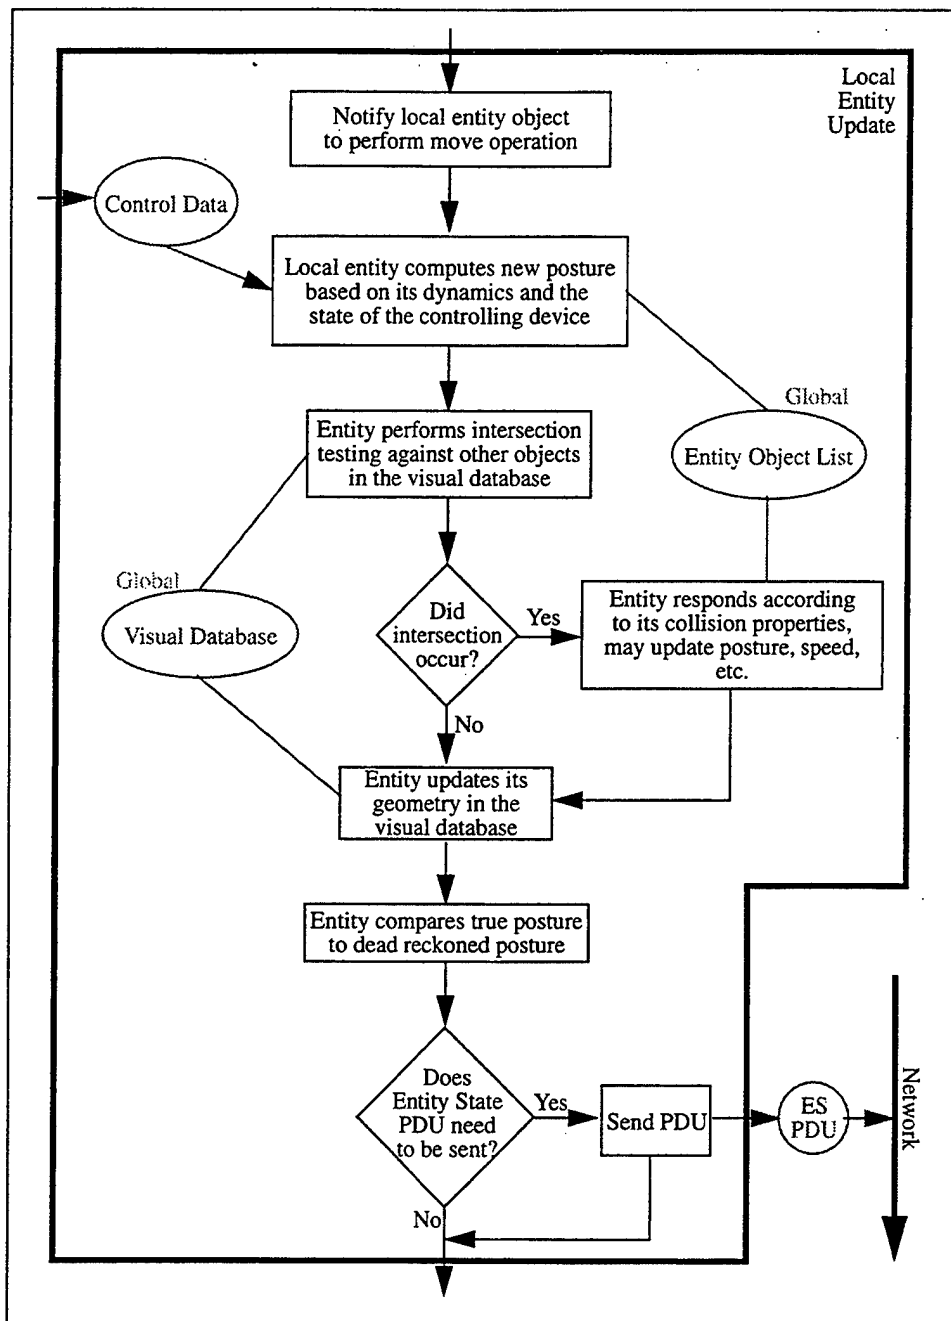 Local
Entity
Update
Notify local entity object
to perform move operation
Control Data
Local entity computes new posture
based on its dynamics and the
state of the controlling device
Global
Entity performs intersection
testing against other objects
in the visual database
Entity Object List
Global
Visual Database
Did
intersection
occur?
Yes
Entity responds according
to its collision properties,
may update posture, speed,
etc.
No
Entity updates its
geometry in the
visual database
Entity compares true posture
to dead reckoned posture
Does
Entity State
PDU need
to be sent?
Yes
Send PDU
ES
PDU
Network
No